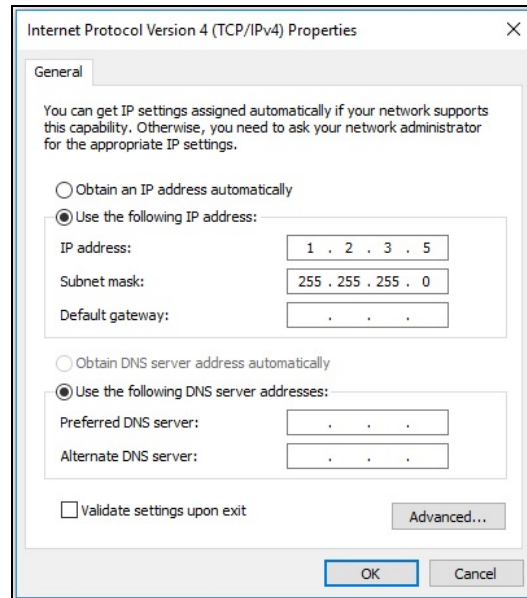 Internet Protocol Version 4 (TCP/IPv4) Properties
General
You can get IP settings assigned automatically if your network supports
this capability. Otherwise, you need to ask your network administrator
for the appropriate IP settings.
Obtain an IP address automatically
Use the following IP address:
IP address: 1 . 2 . 3 . 5
Subnet mask: 255 . 255 . 255 . 0
Default gateway: . . .
Obtain DNS server address automatically
Use the following DNS server addresses:
Preferred DNS server: . . .
Alternate DNS server: . . .
Validate settings upon exit
Advanced...
OK Cancel